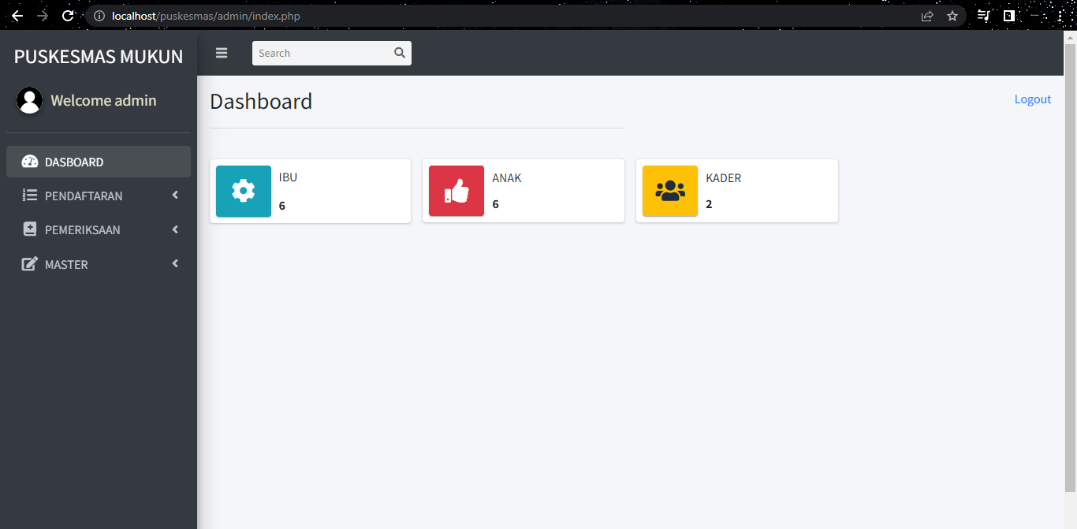 localhost/puskesmas/admin/index.php
PUSKESMAS MUKUN
Search
Welcome admin
Dashboard
Logout
DASBOARD
PENDAFTARAN
PEMERIKSAAN
MASTER
IBU
6
ANAK
6
KADER
2